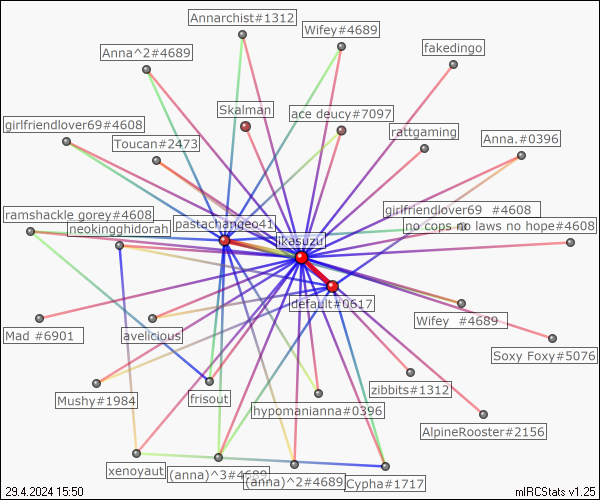 Annarchist#1312
Wifey#4689
fakedingo
Anna^2#4689
Skalman
ace deucy#7097
girlfriendlover69#4608
Toucan#2473
rattgaming
Anna.#0396
ramshackle gorey#4608
neokingghidorah
pastachangeo41
girlfriendlover69 #4608
no cops no laws no hope#4608
ikasuzu
default#0617
Mad #6901
avelicious
Wifey #4689
Soxy Foxy#5076
Mushy#1984
frisout
hypomanianna#0396
zibbits#1312
AlpineRooster#2156
xenoyaut
(anna)^3#4689
(anna)^2#4689
Cypha#1717
29.4.2024 15:50
mIRCStats v1.25